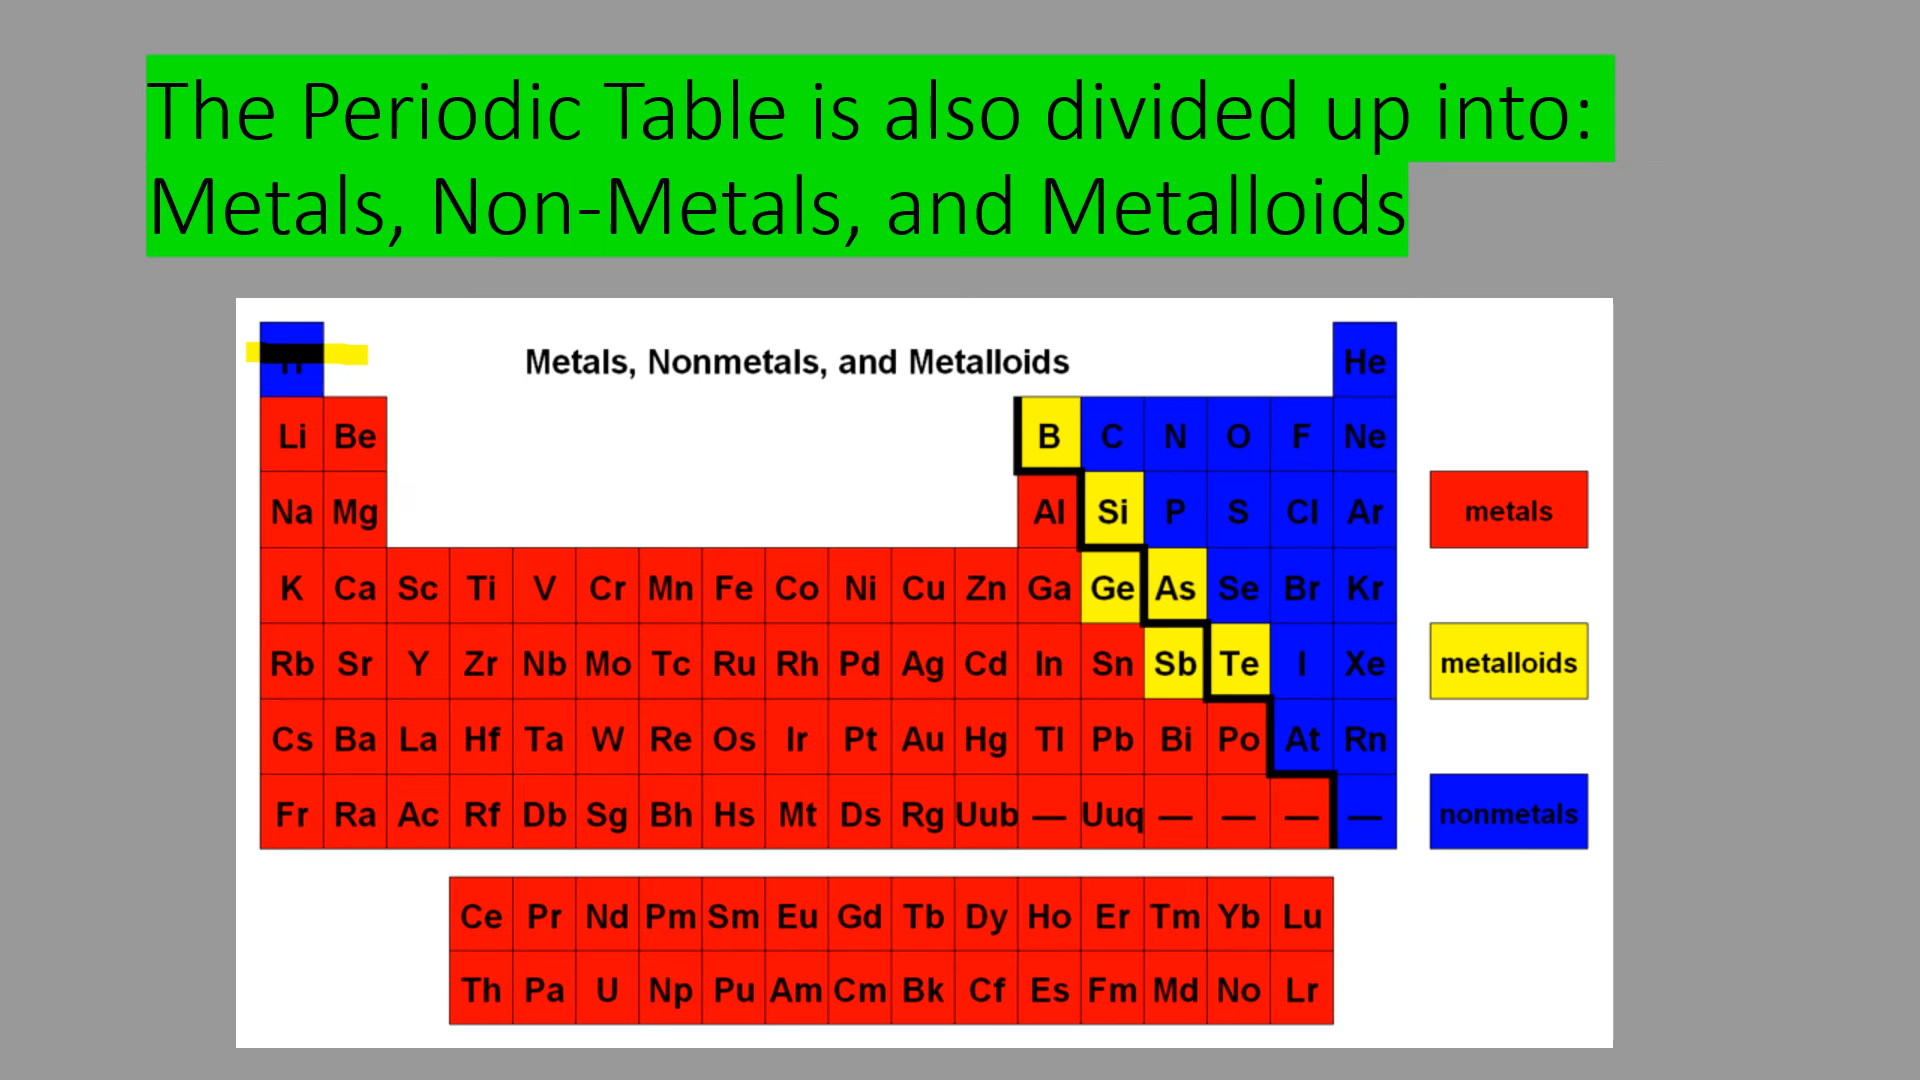 The Periodic Table is also divided up into:
Metals, Non-Metals, and Metalloids
Metals, Nonmetals, and Metalloids
He
Li Be B C N O F Ne
Na Mg Al Si P S Cl Ar
metals
K Ca Sc Ti V Cr Mn Fe Co Ni Cu Zn Ga Ge As Se Br Kr
Rb Sr Y Zr Nb Mo Tc Ru Rh Pd Ag Cd In Sn Sb Te I Xe
metalloids
Cs Ba La Hf Ta W Re Os Ir Pt Au Hg Tl Pb Bi Po At Rn
Fr Ra Ac Rf Db Sg Bh Hs Mt Ds Rg Uub — Uuq — — — —
nonmetals
Ce Pr Nd Pm Sm Eu Gd Tb Dy Ho Er Tm Yb Lu
Th Pa U Np Pu Am Cm Bk Cf Es Fm Md No Lr